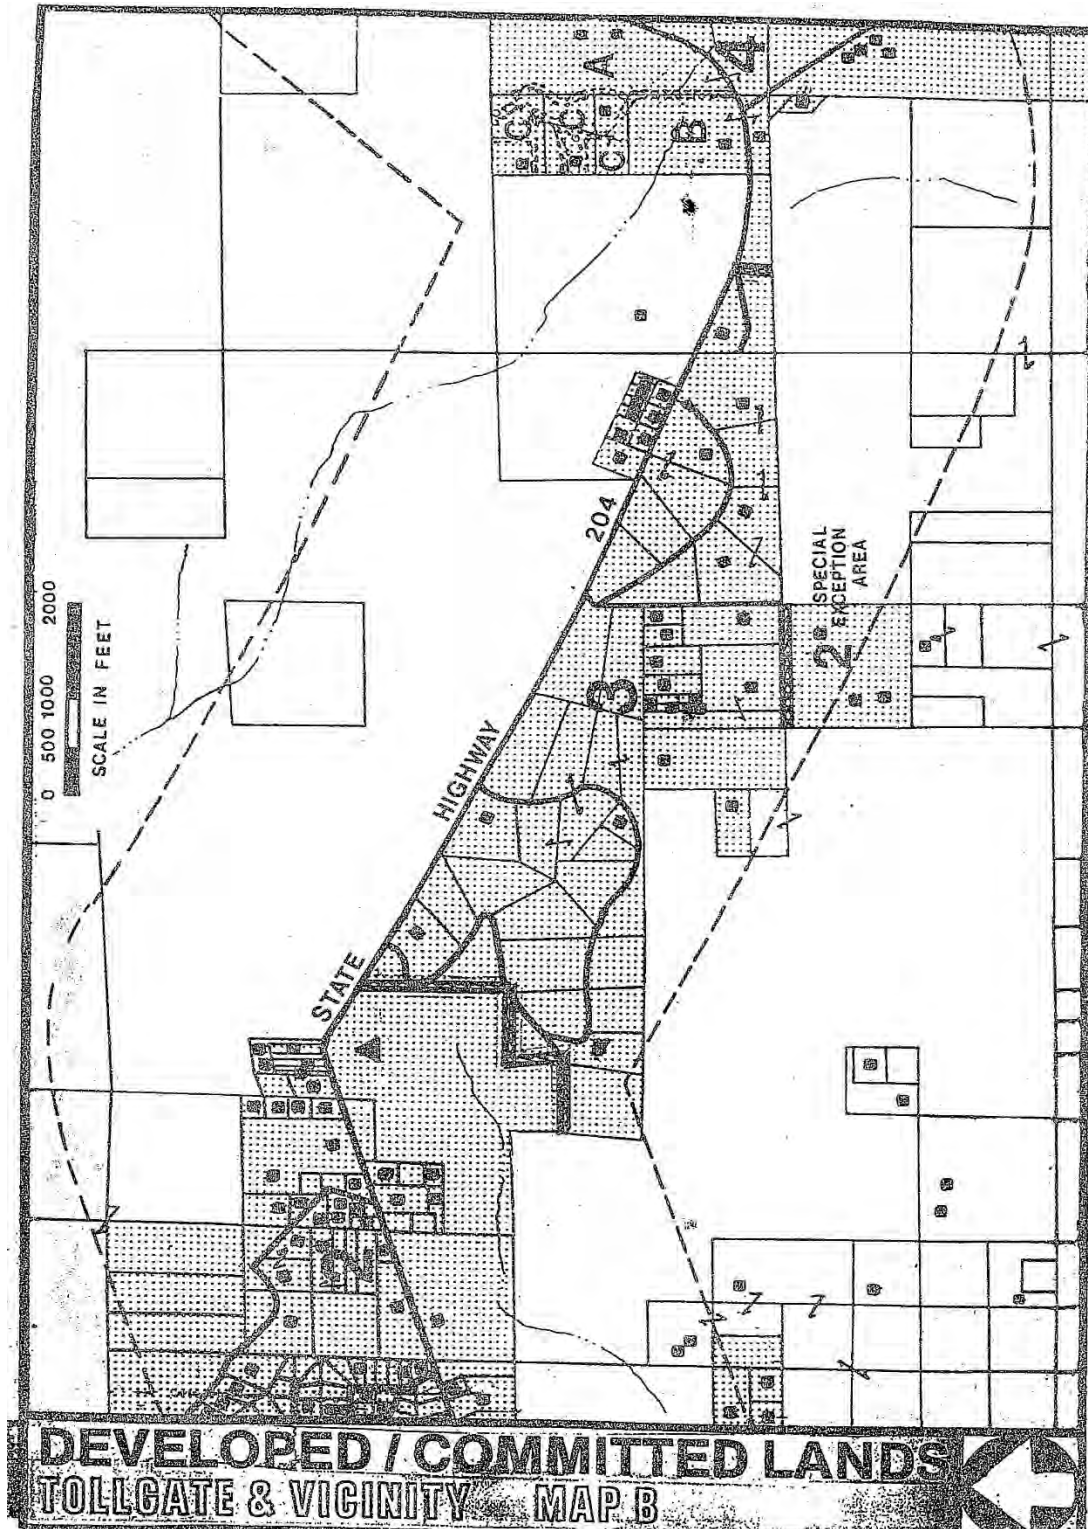 0 500 1000 2000
SCALE IN FEET
STATE HIGHWAY 204
A
4
C
C
C
B
3
2
SPECIAL
EXCEPTION
AREA
DEVELOPED / COMMITTED LANDS
TOLLGATE & VICINITY MAP B